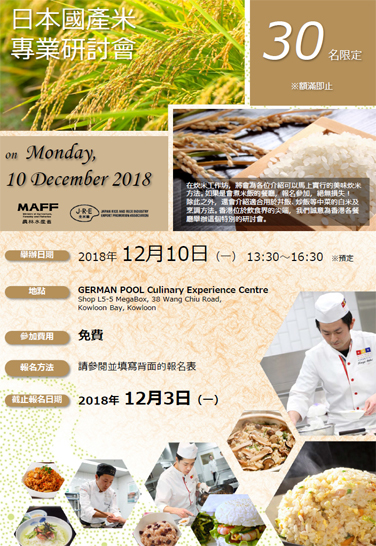 日本國產米
專業研討會
30名限定
※額滿即止
on Monday,
10 December 2018
MAFF
農林水產省
J·R·E
JAPAN RICE AND RICE INDUSTRY
EXPORT PROMOTION ASSOCIATION
在炊米工作坊，將會為各位介紹可以馬上實行的美味炊米
方法。如果是會煮米飯的餐廳，報名參加，絕無損失！
除此之外，還會介紹適合用於丼飯、炒飯等中菜的白米及
烹調方法。香港位於飲食界的尖端，我們誠意為香港各餐
廳舉辦這個特別的研討會。
舉辦日期 2018年 12月10日（一） 13:30～16:30 ※預定
地點 GERMAN POOL Culinary Experience Centre
Shop L5-5 MegaBox, 38 Wang Chiu Road,
Kowloon Bay, Kowloon
參加費用 免費
報名方法 請參閱並填寫背面的報名表
截止報名日期 2018年 12月3日（一）